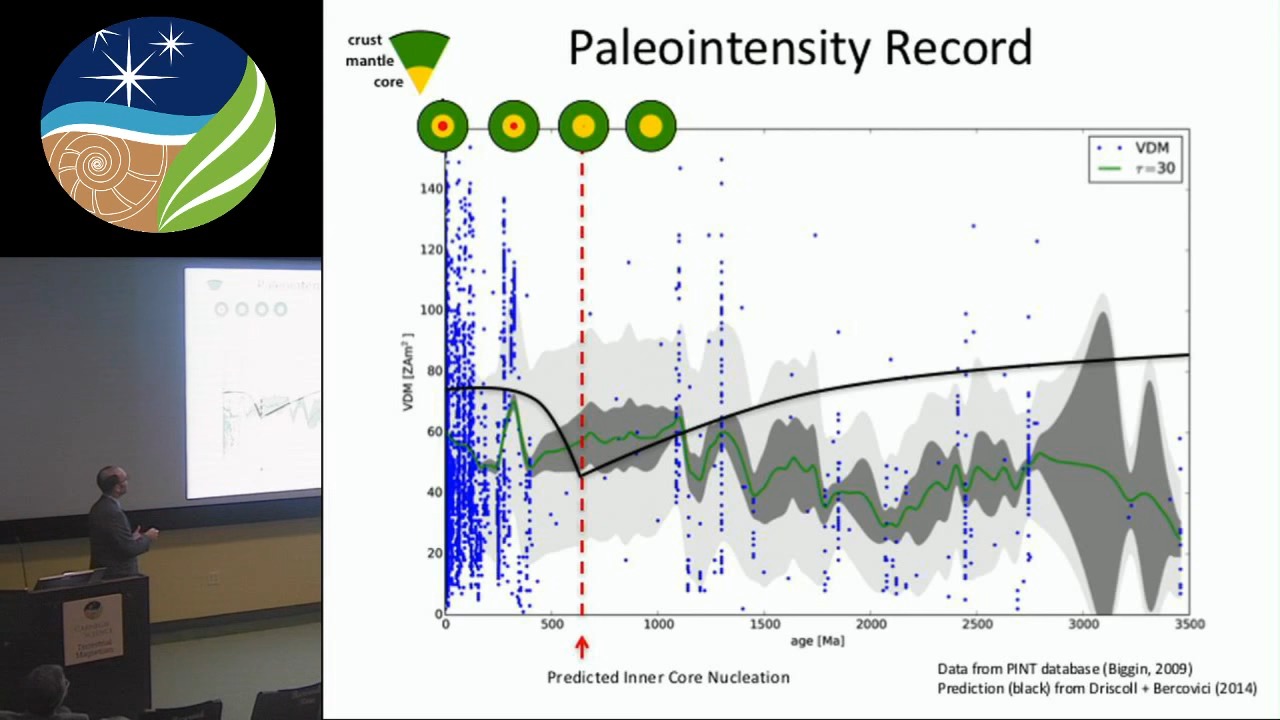 Paleointensity Record
crust
mantle
core
VDM
τ=30
140
120
100
80
60
40
20
0
VDM [ZAm²]
0 500 1000 1500 2000 2500 3000 3500
age [Ma]
Predicted Inner Core Nucleation
Data from PINT database (Biggin, 2009)
Prediction (black) from Driscoll + Bercovici (2014)
Terrestrial
Magnetism